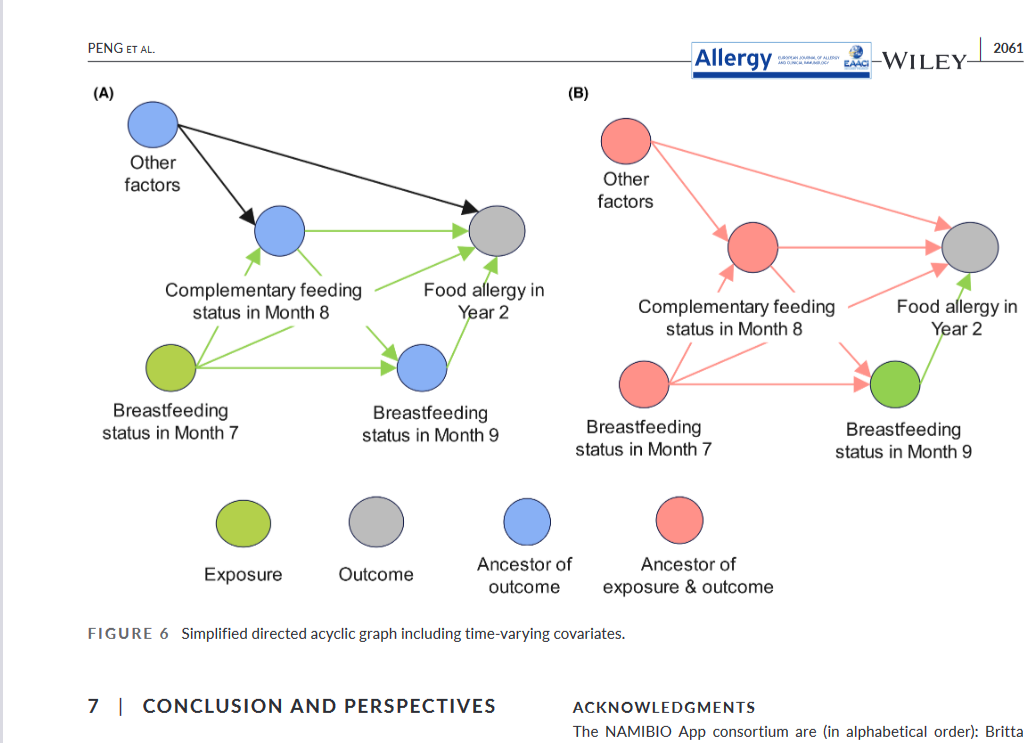 PENG ET AL.
Allergy
EUROPEAN JOURNAL OF ALLERGY
AND CLINICAL IMMUNOLOGY
EAACI
WILEY
2061
(A)
Other
factors
Complementary feeding
status in Month 8
Food allergy in
Year 2
Breastfeeding
status in Month 7
Breastfeeding
status in Month 9
(B)
Other
factors
Complementary feeding
status in Month 8
Food allergy in
Year 2
Breastfeeding
status in Month 7
Breastfeeding
status in Month 9
Exposure
Outcome
Ancestor of
outcome
Ancestor of
exposure & outcome
FIGURE 6 Simplified directed acyclic graph including time-varying covariates.
7 | CONCLUSION AND PERSPECTIVES
ACKNOWLEDGMENTS
The NAMIBIO App consortium are (in alphabetical order): Britta